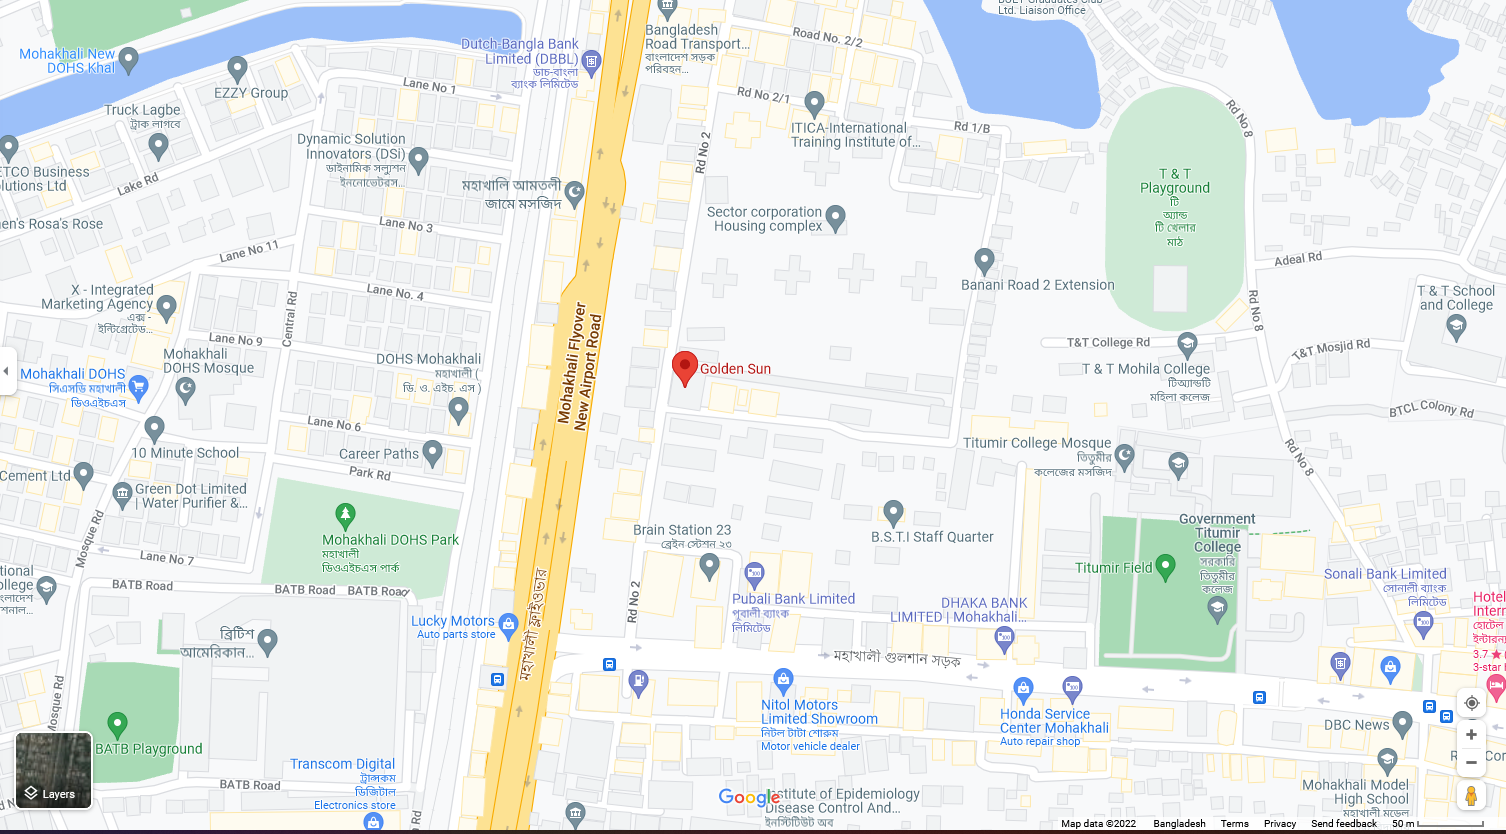 BUET Graduates Club
Ltd. Liaison Office
Mohakhali New
DOHS Khal
EZZY Group
Truck Lagbe
ট্রাক লাগবে
Lane No 1
Dutch-Bangla Bank
Limited (DBBL)
ডাচ-বাংলা
ব্যাংক লিমিটেড
Bangladesh
Road Transport...
বাংলাদেশ সড়ক
পরিবহন...
Road No. 2/2
Rd No 2/1
Rd 1/B
Rd No 8
ITICA-International
Training Institute of...
Dynamic Solution
Innovators (DSi)
ডাইনামিক সল্যুশন
ইননোভেটরস...
ETCO Business
olutions Ltd
Lake Rd
মহাখালি আমতলী
জামে মসজিদ
Rd No 2
T & T
Playground
টি
অ্যান্ড
টি খেলার
মাঠ
en's Rosa's Rose
Lane No 3
Sector corporation
Housing complex
Lane No 11
Adeal Rd
Banani Road 2 Extension
X - Integrated
Marketing Agency
এক্স -
ইন্টিগ্রেটেড...
Lane No. 4
Central Rd
Rd No 8
T & T School
and College
Lane No 9
Mohakhali
DOHS Mosque
DOHS Mohakhali
মহাখালী (
ডি. ও. এইচ. এস )
Mohakhali Flyover
New Airport Road
T&T College Rd
T&T Mosjid Rd
Mohakhali DOHS
সিএসডি মহাখালী
ডিওএইচএস
Golden Sun
T & T Mohila College
টিঅ্যান্ডটি
মহিলা কলেজ
BTCL Colony Rd
Lane No 6
10 Minute School
Career Paths
Park Rd
Titumir College Mosque
তিতুমীর
কলেজের মসজিদ
Rd No 8
Cement Ltd
Green Dot Limited
| Water Purifier &...
Mosque Rd
Mohakhali DOHS Park
মহাখালী
ডিওএইচএস পার্ক
Brain Station 23
ব্রেইন স্টেশন ২৩
B.S.T.I Staff Quarter
Government
Titumir
College
সরকারি
তিতুমীর
কলেজ
Lane No 7
Titumir Field
tional
ollege
BATB Road
BATB Road
BATB Road
Pubali Bank Limited
পূবালী ব্যাংক
লিমিটেড
DHAKA BANK
LIMITED | Mohakhali...
Sonali Bank Limited
সোনালী ব্যাংক
লিমিটেড
Hotel
Intern
হোটেল
ইন্টারন্য
3.7
3-star
Rd No 2
মহাখালী ফ্লাইওভার
Lucky Motors
Auto parts store
ব্রিটিশ
আমেরিকান...
মহাখালী গুলশান সড়ক
Mosque Rd
Nitol Motors
Limited Showroom
নিটল টাটা শোরুম
Motor vehicle dealer
Honda Service
Center Mohakhali
Auto repair shop
DBC News
BATB Playground
Transcom Digital
ট্রান্সকম
ডিজিটাল
Electronics store
BATB Road
Layers
Google
Institute of Epidemiology
Disease Control And...
ইনস্টিটিউট অব
Mohakhali Model
High School
মহাখালী মডেল
Map data ©2022
Bangladesh
Terms
Privacy
Send feedback
50 m